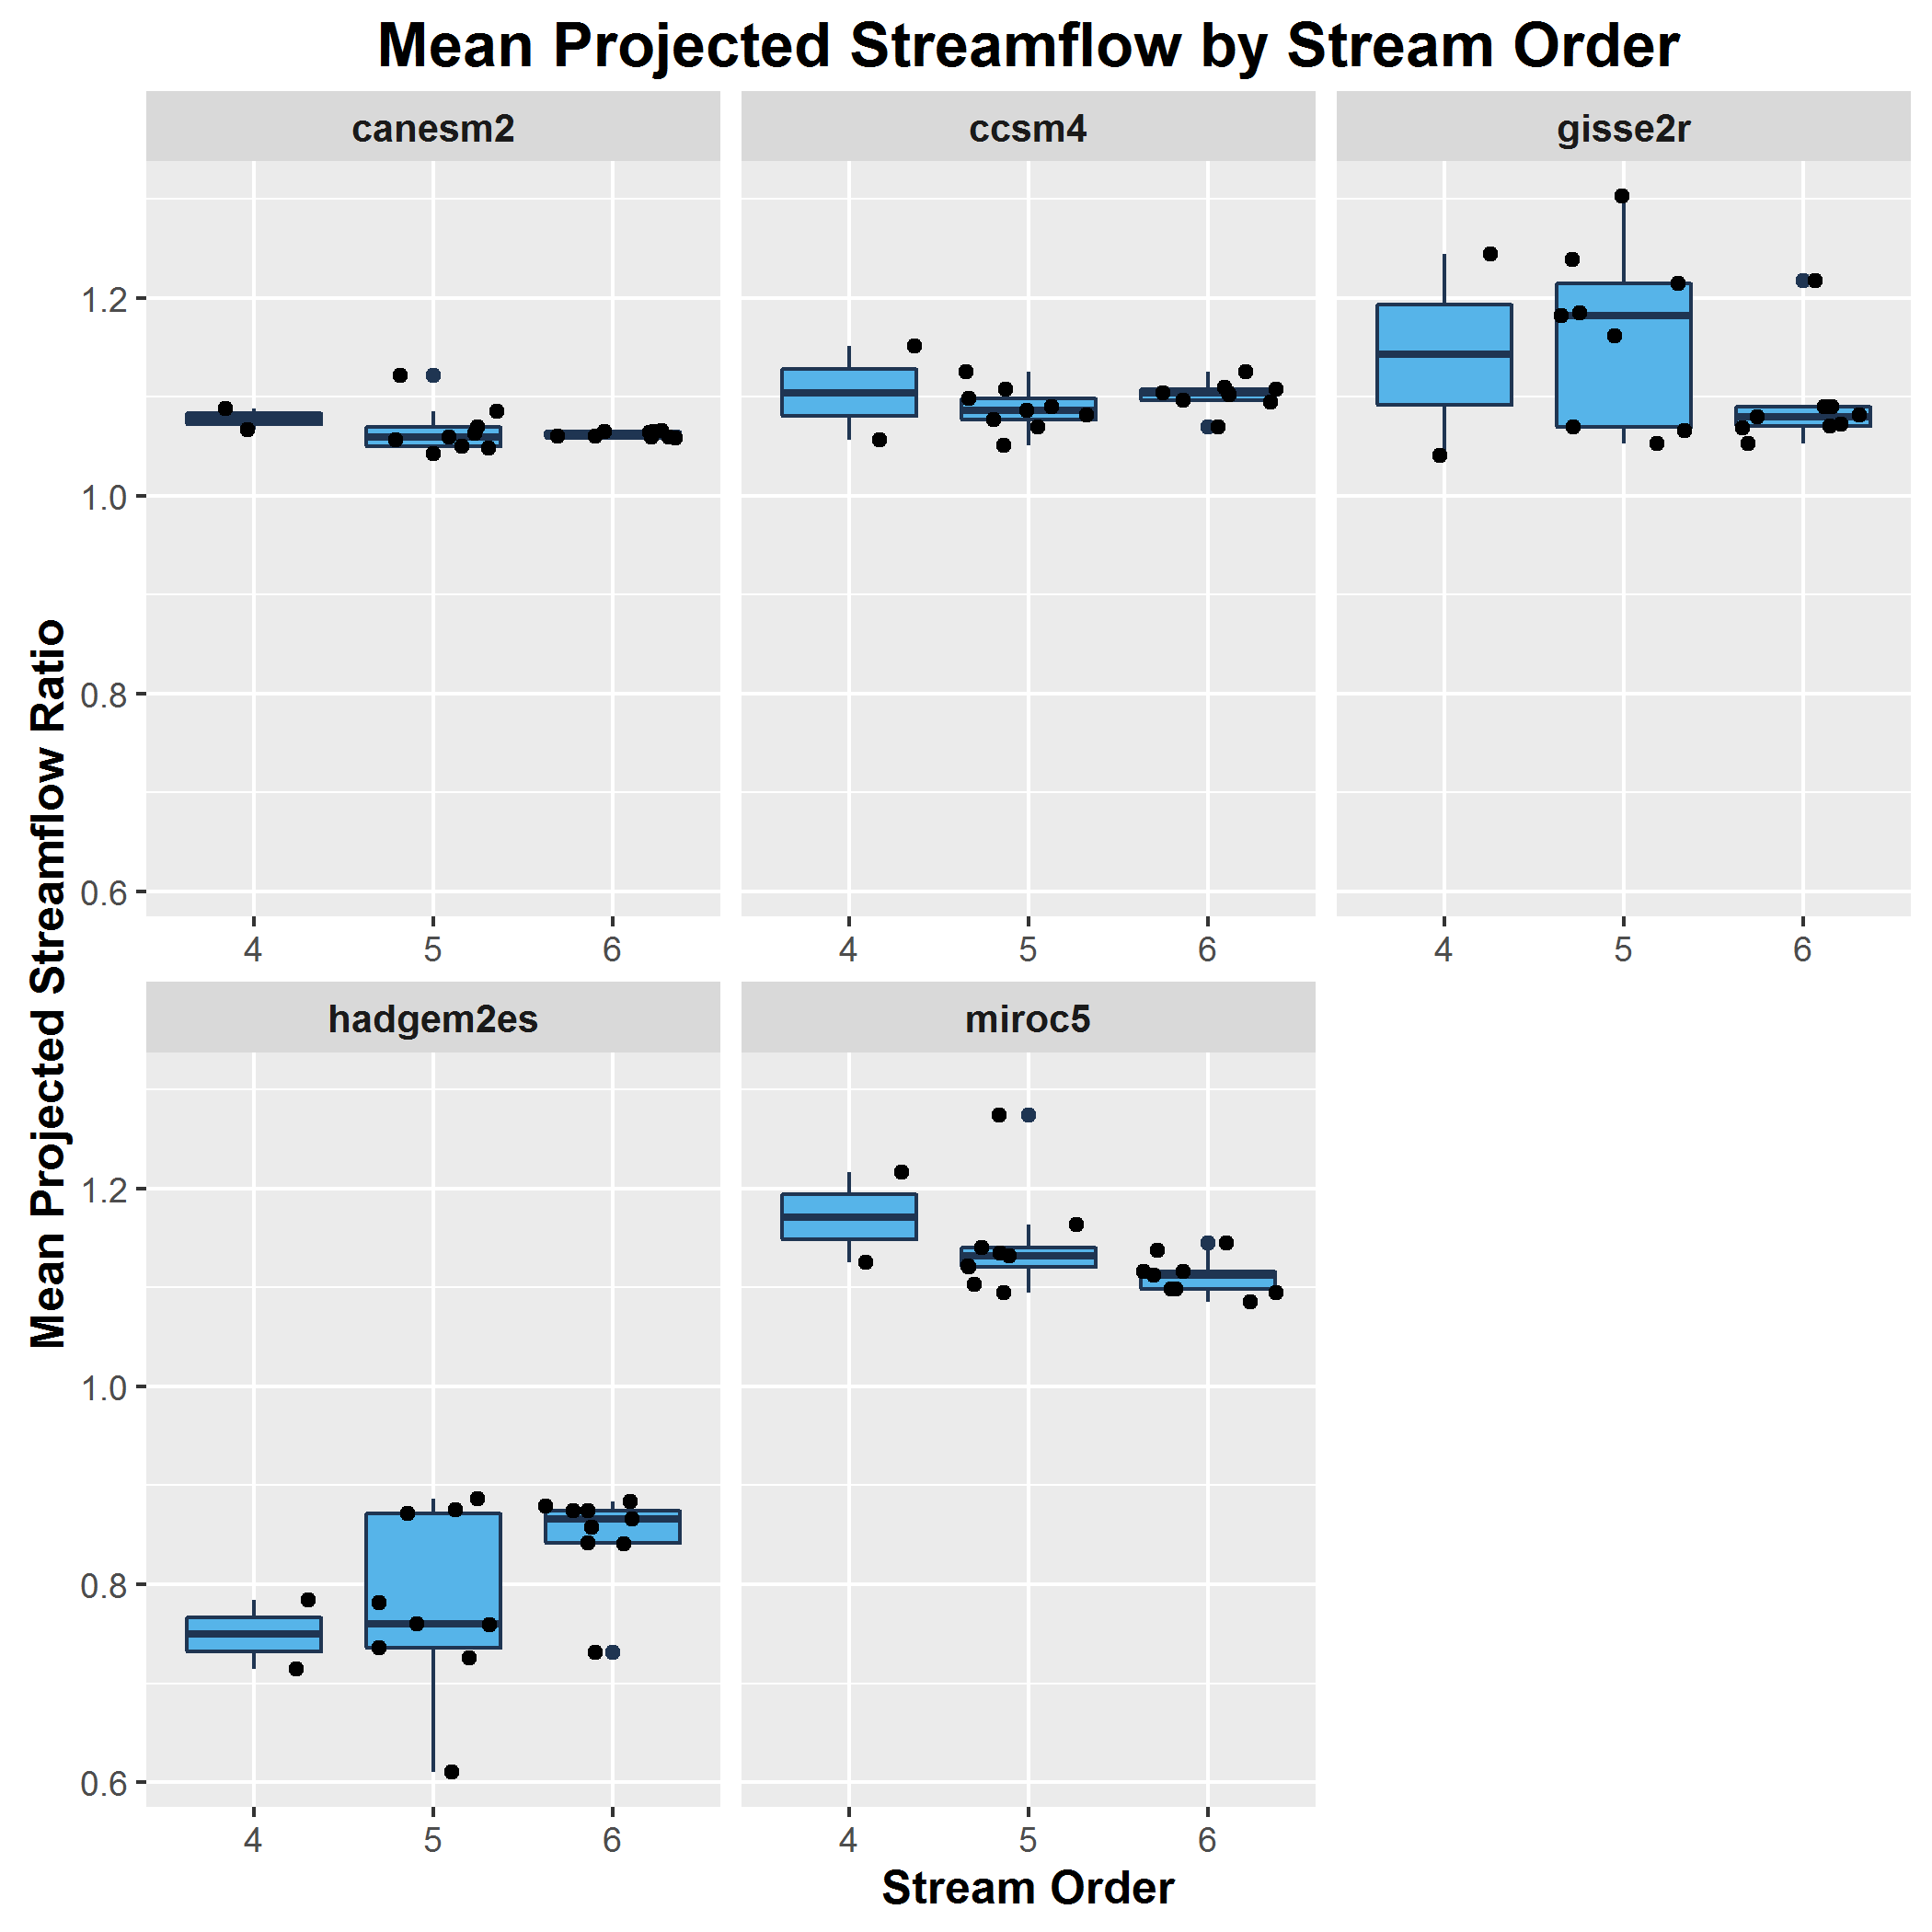 Mean Projected Streamflow by Stream Order
canesm2
ccsm4
gisse2r
Mean Projected Streamflow Ratio
1.2
1.0
0.8
0.6
4 5 6
4 5 6
4 5 6
hadgem2es
miroc5
1.2
1.0
0.8
0.6
4 5 6
4 5 6
Stream Order